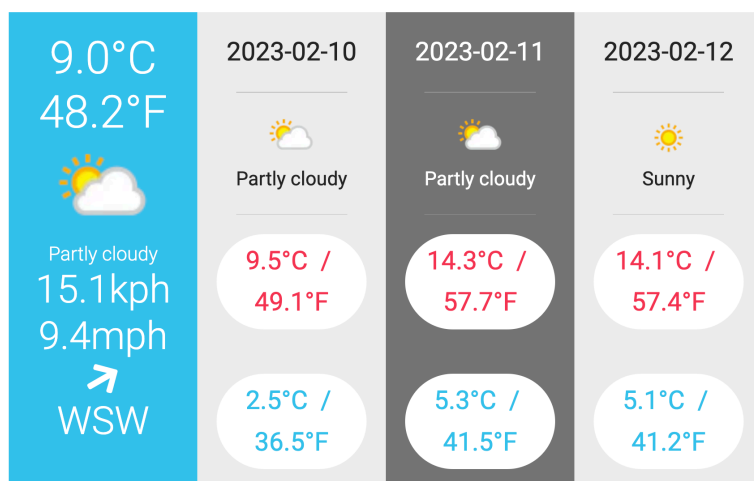 9.0°C
48.2°F
Partly cloudy
15.1kph
9.4mph
WSW
2023-02-10
Partly cloudy
9.5°C /
49.1°F
2.5°C /
36.5°F
2023-02-11
Partly cloudy
14.3°C /
57.7°F
5.3°C /
41.5°F
2023-02-12
Sunny
14.1°C /
57.4°F
5.1°C /
41.2°F